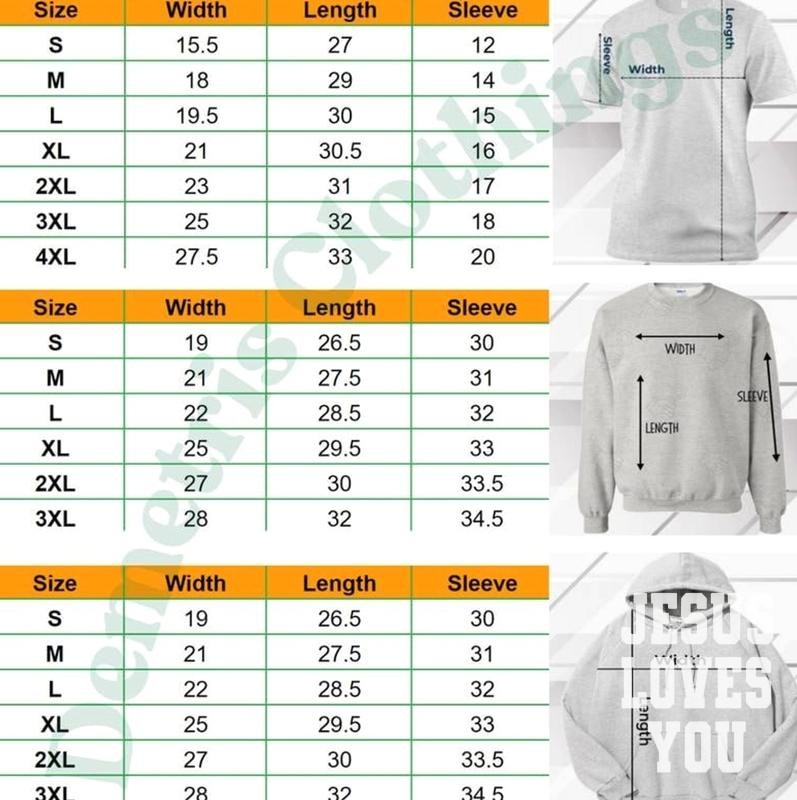 Size Width Length Sleeve
S 15.5 27 12
M 18 29 14
L 19.5 30 15
XL 21 30.5 16
2XL 23 31 17
3XL 25 32 18
4XL 27.5 33 20
Length
Sleeve
Width
Size Width Length Sleeve
S 19 26.5 30
M 21 27.5 31
L 22 28.5 32
XL 25 29.5 33
2XL 27 30 33.5
3XL 28 32 34.5
WIDTH
SLEEVE
LENGTH
Size Width Length Sleeve
S 19 26.5 30
M 21 27.5 31
L 22 28.5 32
XL 25 29.5 33
2XL 27 30 33.5
3XL 28 32 34.5
JESUS
Width
LOVES
Length
YOU
Demetris Clothings